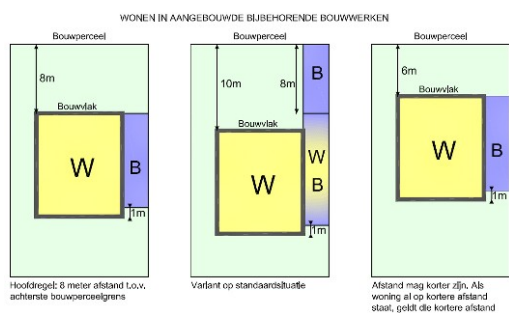 WONEN IN AANGEBOUWDE BIJBEHORENDE BOUWWERKEN
Bouwperceel
8m
Bouwvlak
W
B
1m
Hoofdregel: 8 meter afstand t.o.v.
achterste bouwperceelgrens
Bouwperceel
10m
8m
B
Bouwvlak
W
W
B
1m
Variant op standaardsituatie
Bouwperceel
6m
Bouwvlak
W
B
1m
Afstand mag korter zijn. Als
woning al op kortere afstand
staat, geldt die kortere afstand